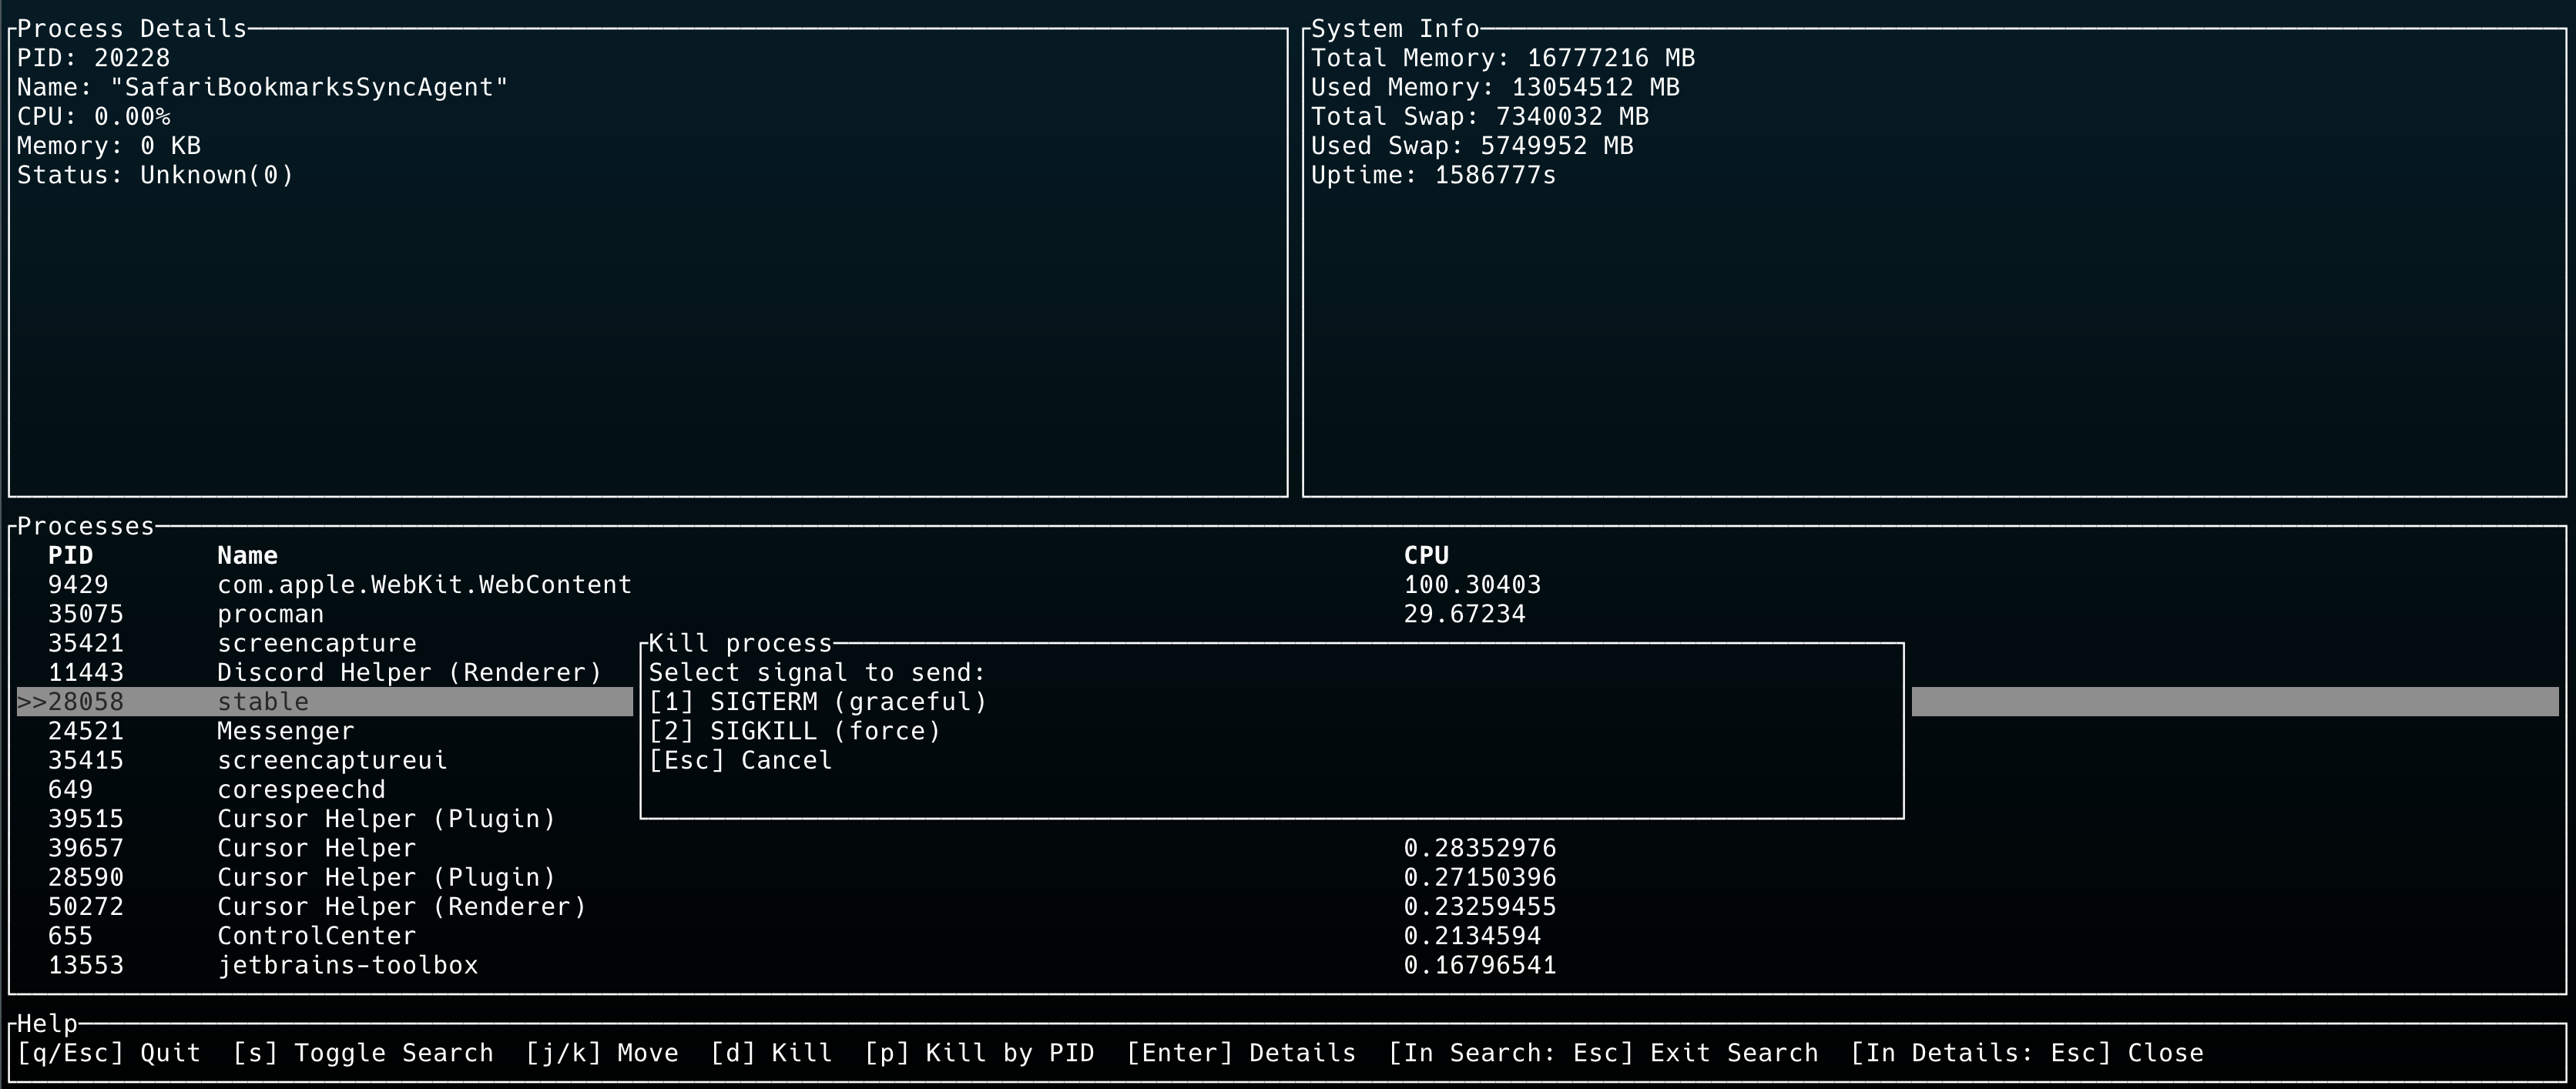 Process Details
PID: 20228
Name: "SafariBookmarksSyncAgent"
CPU: 0.00%
Memory: 0 KB
Status: Unknown(0)
System Info
Total Memory: 16777216 MB
Used Memory: 13054512 MB
Total Swap: 7340032 MB
Used Swap: 5749952 MB
Uptime: 1586777s
Processes
PID Name CPU
9429 com.apple.WebKit.WebContent 100.30403
35075 procman 29.67234
35421 screencapture
11443 Discord Helper (Renderer)
>>28058 stable
24521 Messenger
35415 screencaptureui
649 corespeechd
39515 Cursor Helper (Plugin)
39657 Cursor Helper 0.28352976
28590 Cursor Helper (Plugin) 0.27150396
50272 Cursor Helper (Renderer) 0.23259455
655 ControlCenter 0.2134594
13553 jetbrains-toolbox 0.16796541
Kill process
Select signal to send:
[1] SIGTERM (graceful)
[2] SIGKILL (force)
[Esc] Cancel
Help
[q/Esc] Quit [s] Toggle Search [j/k] Move [d] Kill [p] Kill by PID [Enter] Details [In Search: Esc] Exit Search [In Details: Esc] Close